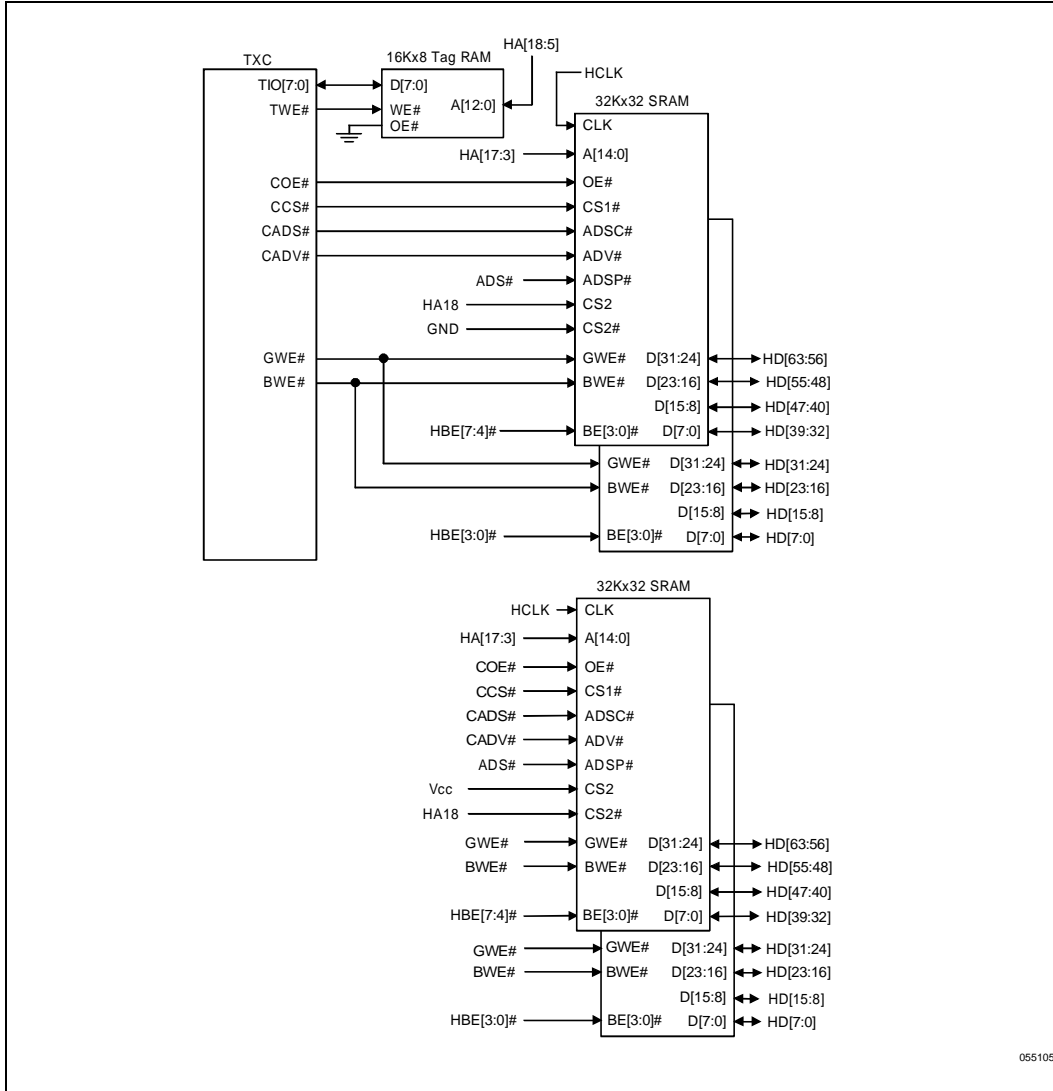 TXC
16Kx8 Tag RAM
HA[18:5]
TIO[7:0]
D[7:0]
TWE#
WE#
A[12:0]
OE#
HCLK
32Kx32 SRAM
CLK
HA[17:3]
A[14:0]
COE#
OE#
CCS#
CS1#
CADS#
ADSC#
CADV#
ADV#
ADS#
ADSP#
HA18
CS2
GND
CS2#
GWE#
GWE#
D[31:24]
HD[63:56]
BWE#
BWE#
D[23:16]
HD[55:48]
D[15:8]
HD[47:40]
HBE[7:4]#
BE[3:0]#
D[7:0]
HD[39:32]
GWE#
D[31:24]
HD[31:24]
BWE#
D[23:16]
HD[23:16]
D[15:8]
HD[15:8]
HBE[3:0]#
BE[3:0]#
D[7:0]
HD[7:0]
32Kx32 SRAM
HCLK
CLK
HA[17:3]
A[14:0]
COE#
OE#
CCS#
CS1#
CADS#
ADSC#
CADV#
ADV#
ADS#
ADSP#
Vcc
CS2
HA18
CS2#
GWE#
GWE#
D[31:24]
HD[63:56]
BWE#
BWE#
D[23:16]
HD[55:48]
D[15:8]
HD[47:40]
HBE[7:4]#
BE[3:0]#
D[7:0]
HD[39:32]
GWE#
GWE#
D[31:24]
HD[31:24]
BWE#
BWE#
D[23:16]
HD[23:16]
D[15:8]
HD[15:8]
HBE[3:0]#
BE[3:0]#
D[7:0]
HD[7:0]
055105